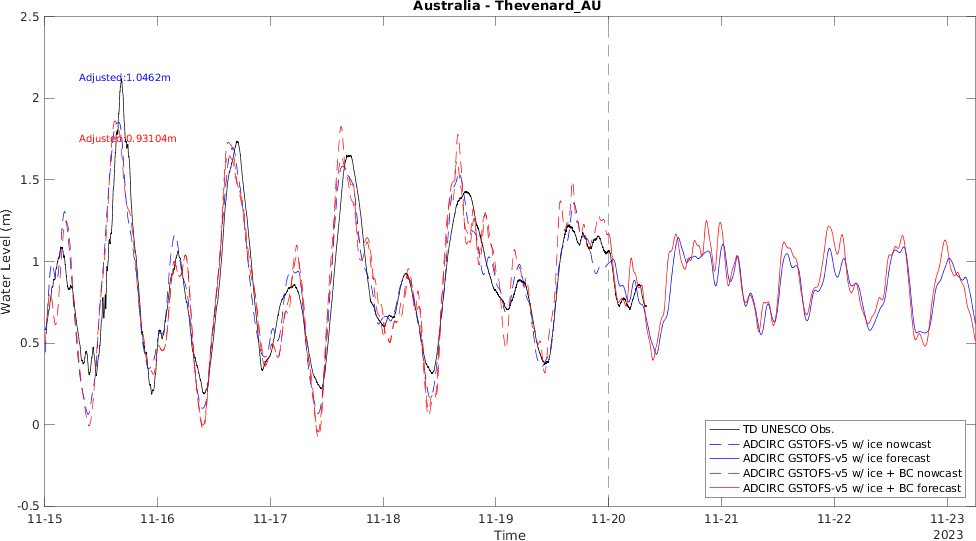 Australia - Thevenard_AU
2.5
2
1.5
1
0.5
0
-0.5
Water Level (m)
Adjusted:1.0462m
Adjusted:0.93104m
TD UNESCO Obs.
ADCIRC GSTOFS-v5 w/ ice nowcast
ADCIRC GSTOFS-v5 w/ ice forecast
ADCIRC GSTOFS-v5 w/ ice + BC nowcast
ADCIRC GSTOFS-v5 w/ ice + BC forecast
11-15 11-16 11-17 11-18 11-19 11-20 11-21 11-22 11-23
Time
2023